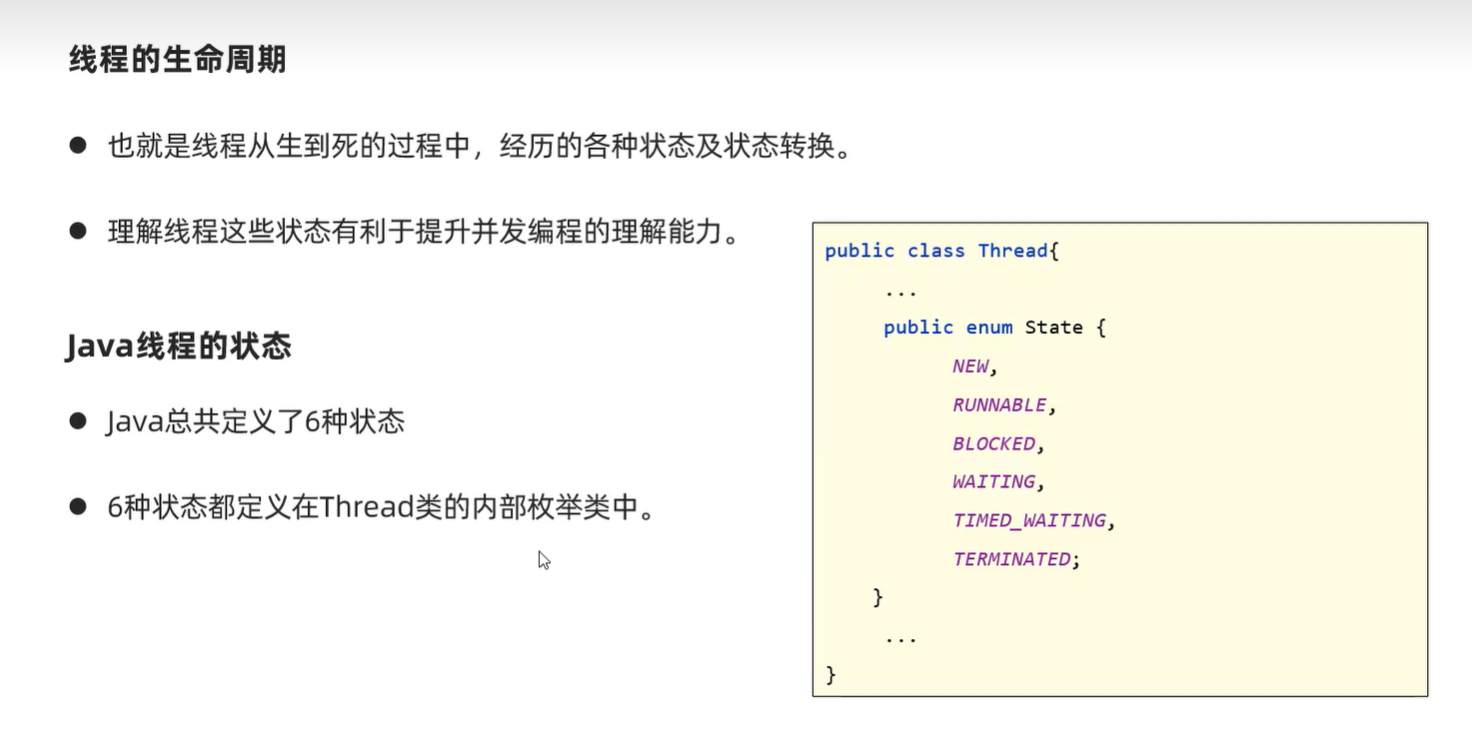 线程的生命周期
● 也就是线程从生到死的过程中，经历的各种状态及状态转换。
● 理解线程这些状态有利于提升并发编程的理解能力。
Java线程的状态
● Java总共定义了6种状态
● 6种状态都定义在Thread类的内部枚举类中。
public class Thread{
...
public enum State {
NEW,
RUNNABLE,
BLOCKED,
WAITING,
TIMED_WAITING,
TERMINATED;
}
...
}